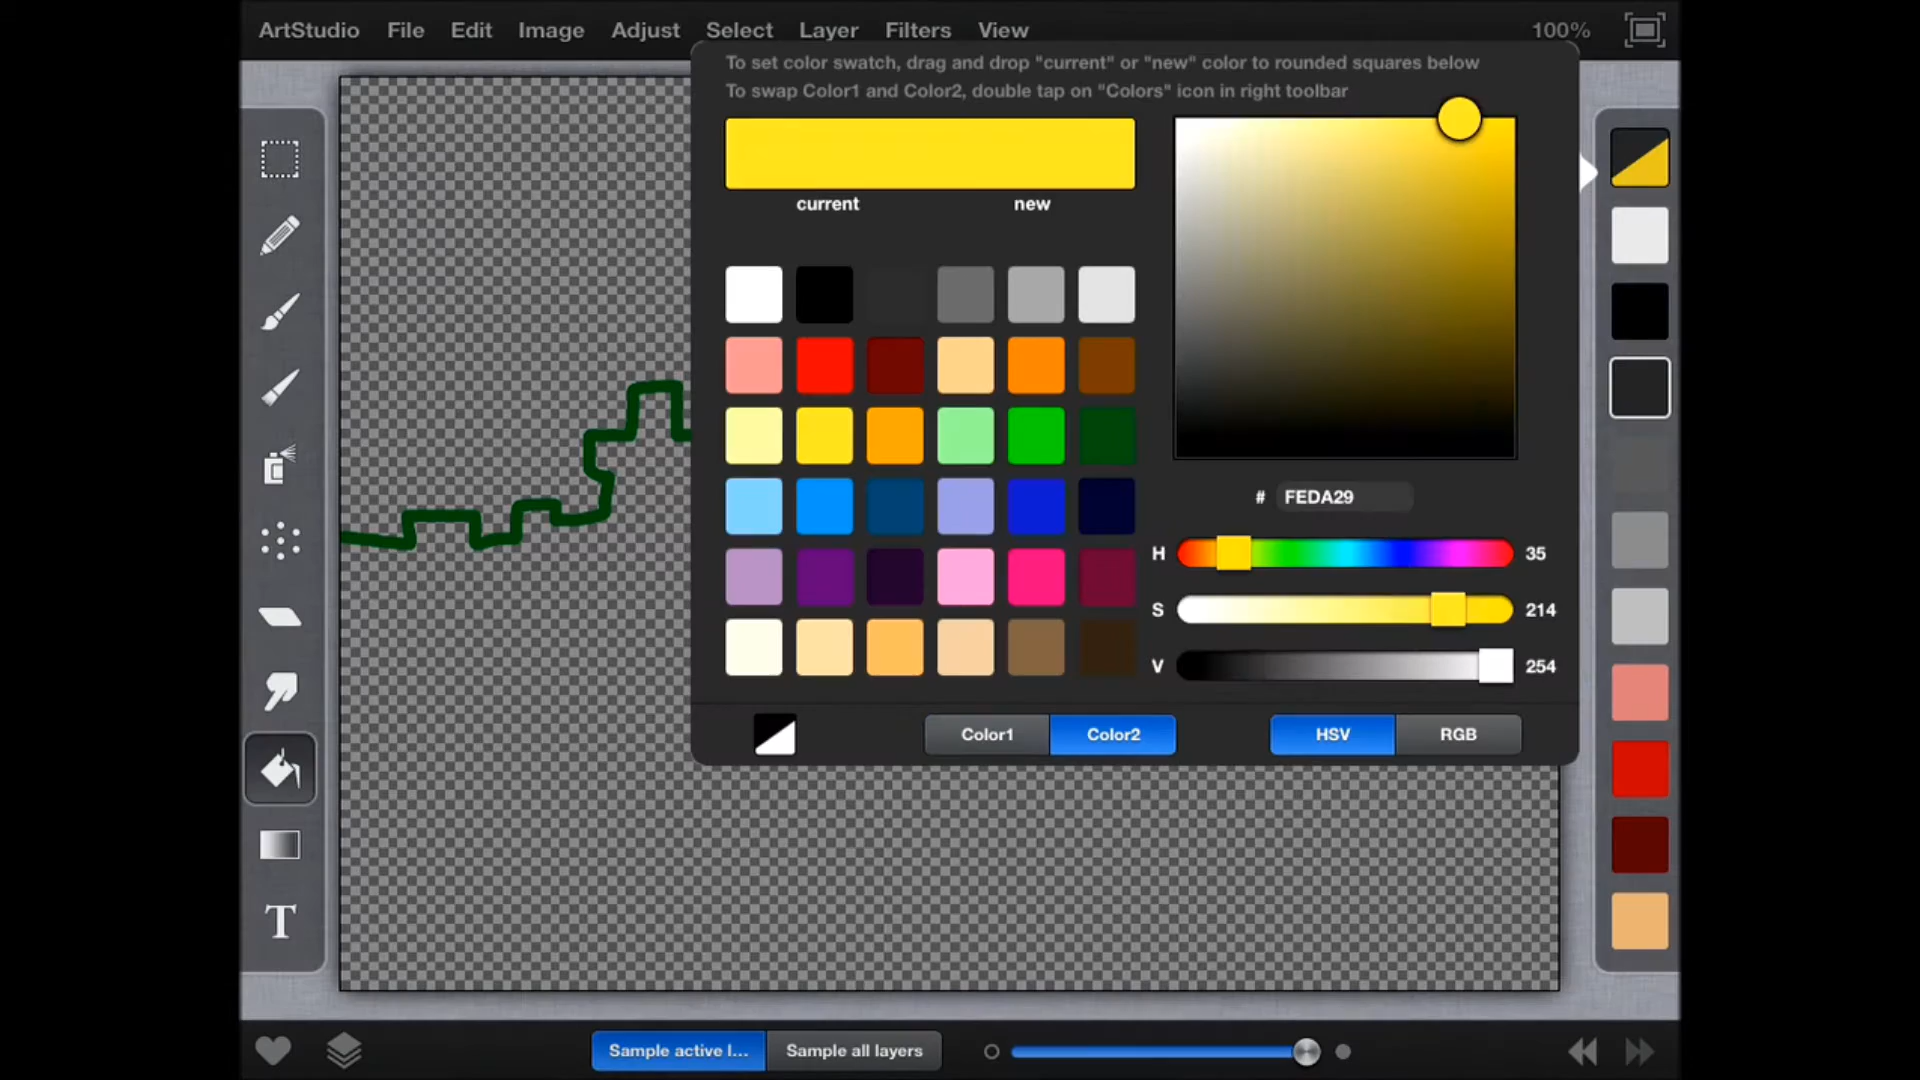 ArtStudio File Edit Image Adjust Select Layer Filters View 100%
To set color swatch, drag and drop "current" or "new" color to rounded squares below
To swap Color1 and Color2, double tap on "Colors" icon in right toolbar
current new
# FEDA29
H 35
S 214
V 254
Color1 Color2 HSV RGB
T
Sample active l... Sample all layers